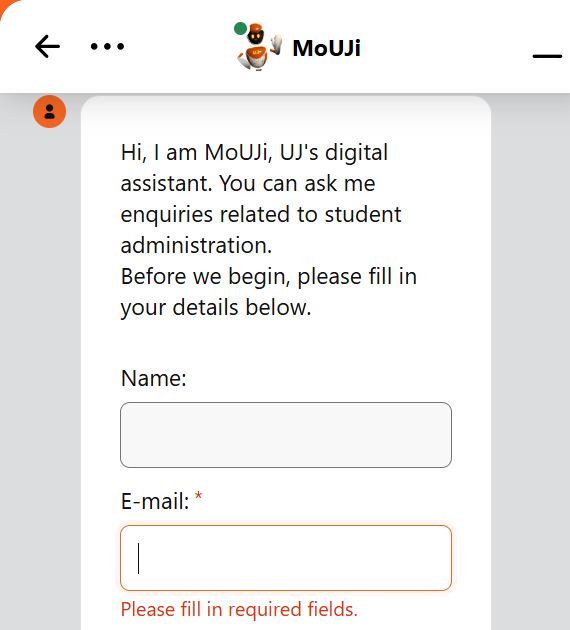 MoUJi
Hi, I am MoUJi, UJ's digital
assistant. You can ask me
enquiries related to student
administration.
Before we begin, please fill in
your details below.
Name:
E-mail: *
Please fill in required fields.